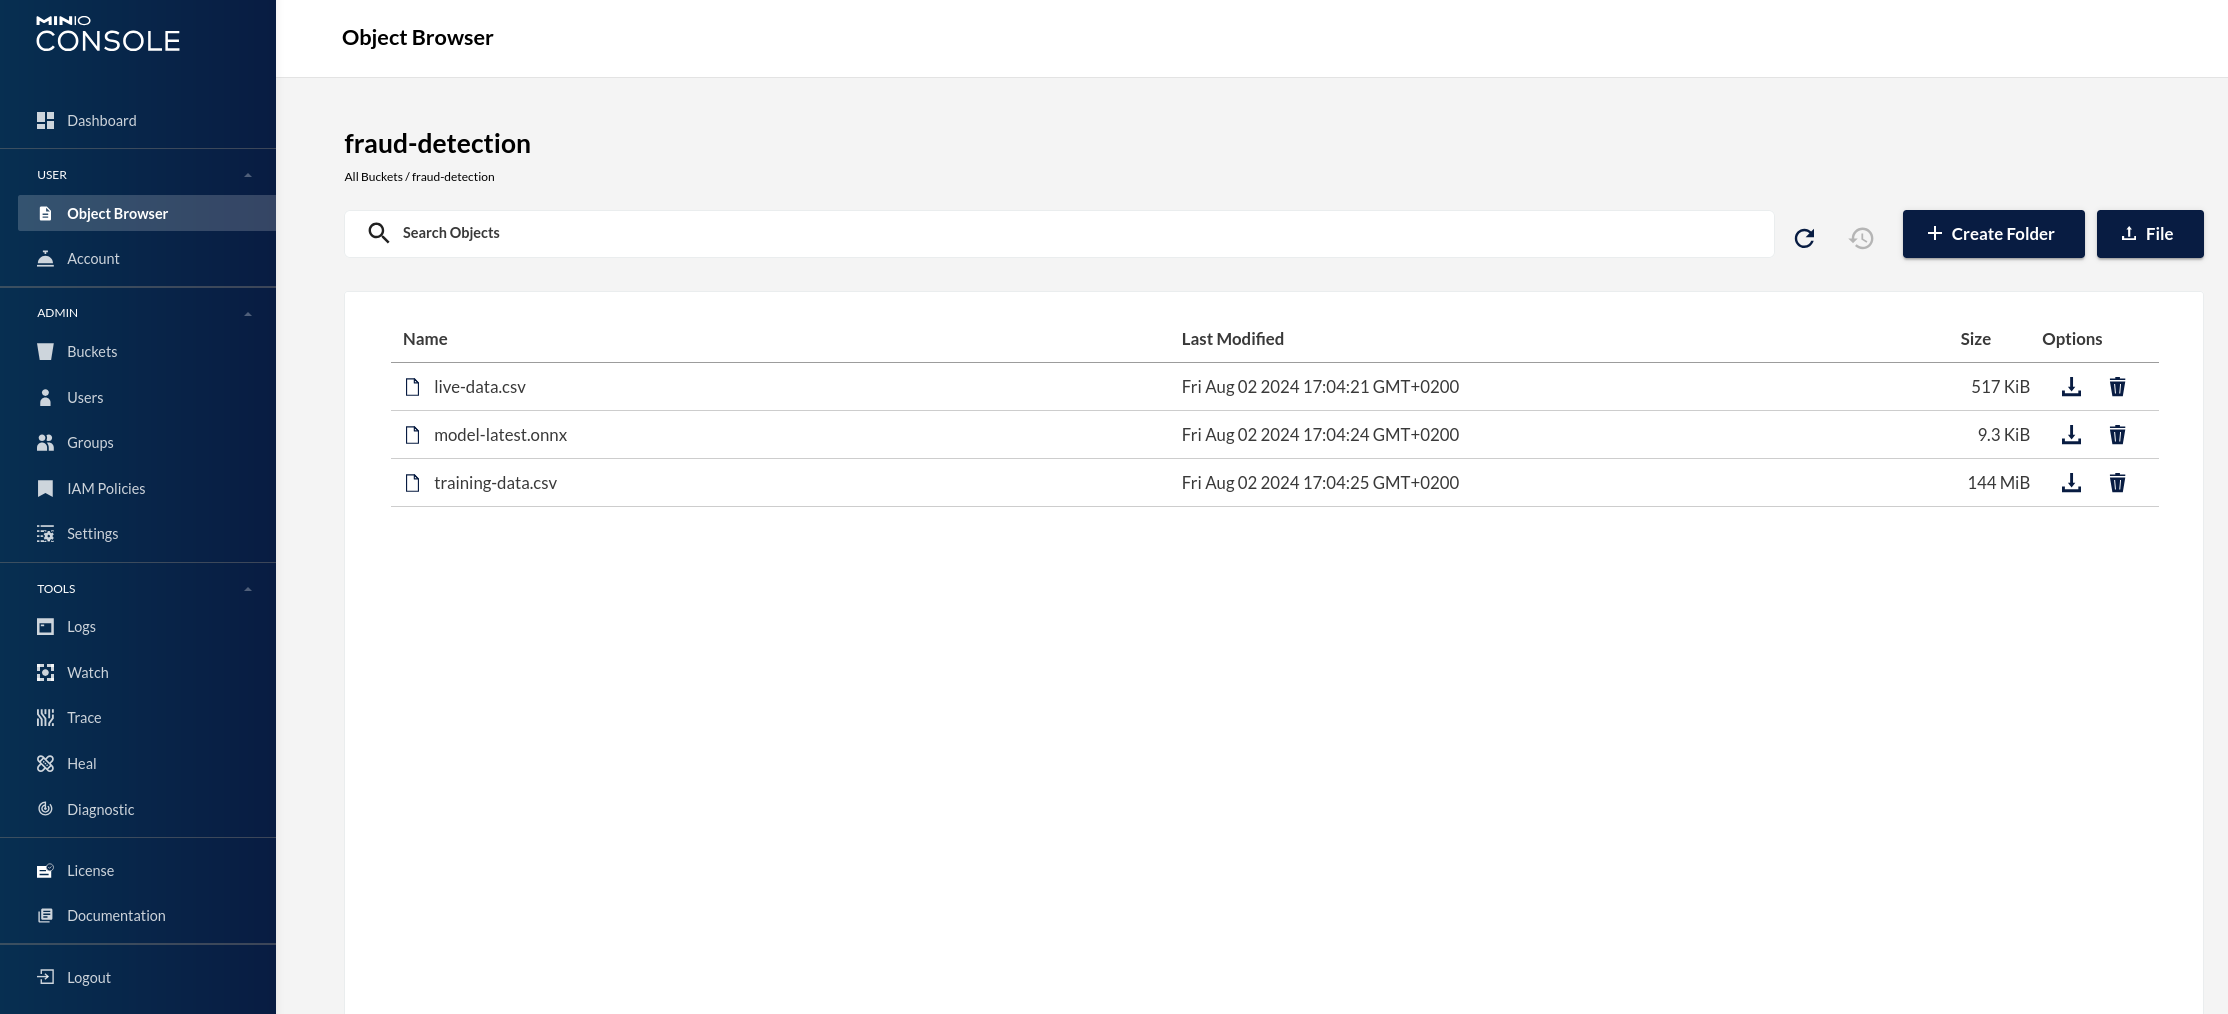 MINIO
CONSOLE
Dashboard
USER
Object Browser
Account
ADMIN
Buckets
Users
Groups
IAM Policies
Settings
TOOLS
Logs
Watch
Trace
Heal
Diagnostic
License
Documentation
Logout
Object Browser
fraud-detection
All Buckets / fraud-detection
Search Objects
Create Folder
File
Name Last Modified Size Options
live-data.csv Fri Aug 02 2024 17:04:21 GMT+0200 517 KiB
model-latest.onnx Fri Aug 02 2024 17:04:24 GMT+0200 9.3 KiB
training-data.csv Fri Aug 02 2024 17:04:25 GMT+0200 144 MiB